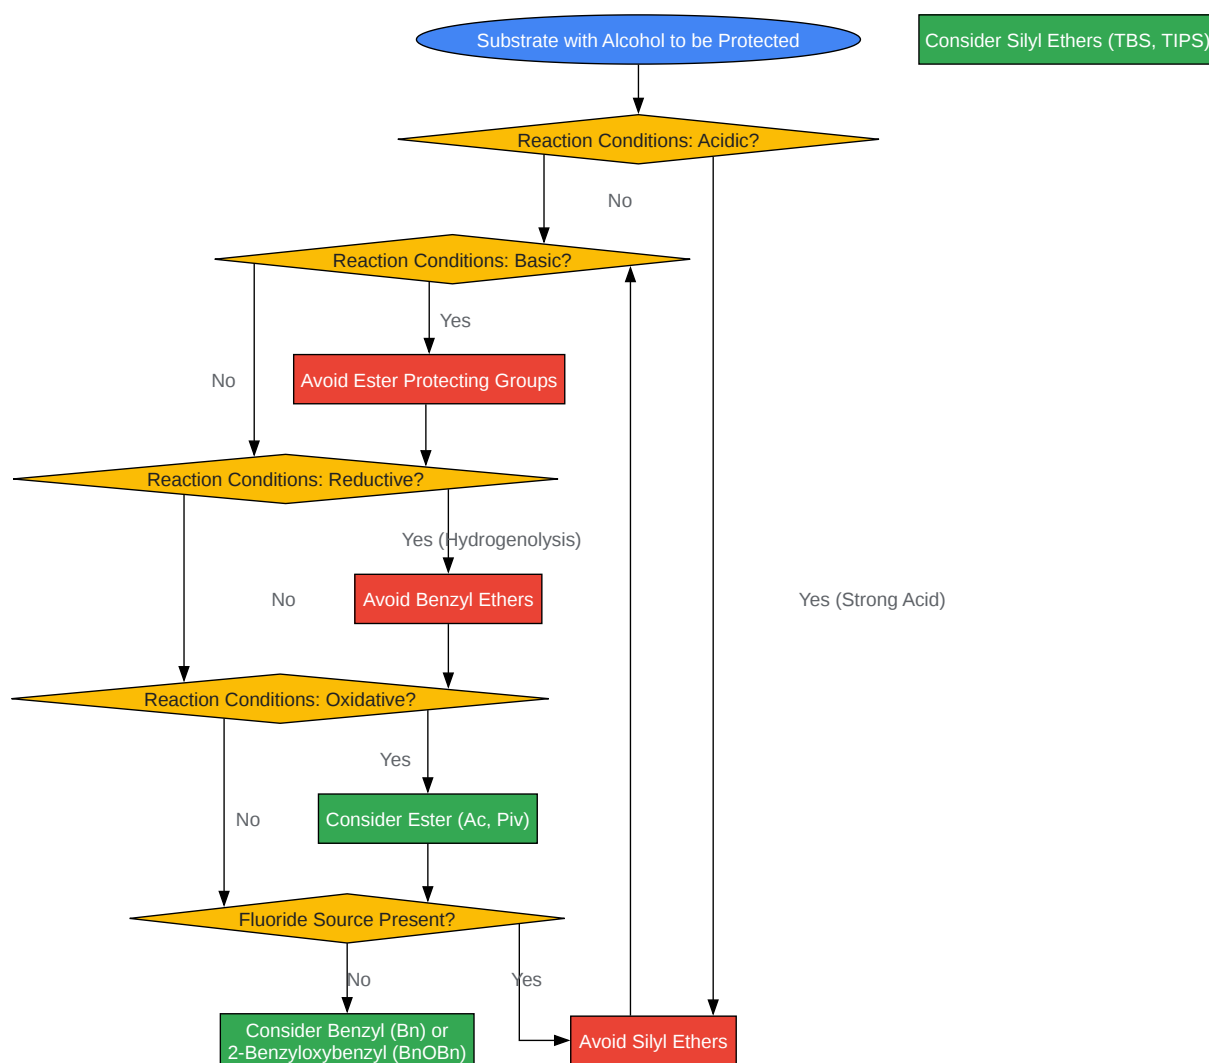 Substrate with Alcohol to be Protected
Consider Silyl Ethers (TBS, TIPS)
Reaction Conditions: Acidic?
No
Reaction Conditions: Basic?
Yes
Avoid Ester Protecting Groups
No
Reaction Conditions: Reductive?
Yes (Hydrogenolysis)
Avoid Benzyl Ethers
No
Yes (Strong Acid)
Reaction Conditions: Oxidative?
Yes
Consider Ester (Ac, Piv)
No
Fluoride Source Present?
No
Yes
Consider Benzyl (Bn) or
2-Benzyloxybenzyl (BnOBn)
Avoid Silyl Ethers